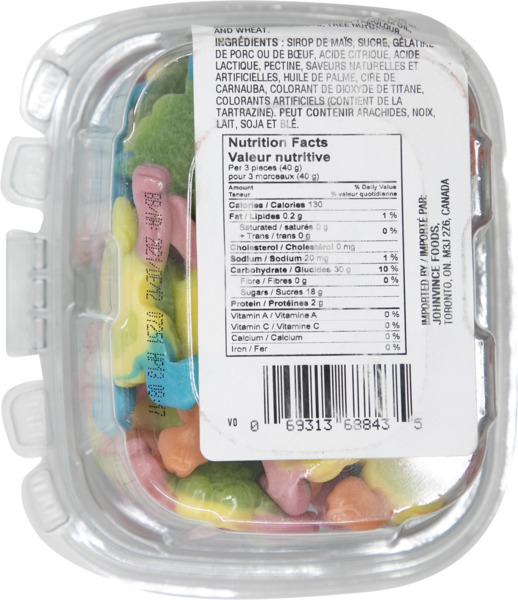 AND WHEAT.
INGRÉDIENTS : SIROP DE MAÏS, SUCRE, GÉLATINE
DE PORC OU DE BŒUF, ACIDE CITRIQUE, ACIDE
LACTIQUE, PECTINE, SAVEURS NATURELLES ET
ARTIFICIELLES, HUILE DE PALME, CIRE DE
CARNAUBA, COLORANT DE DIOXYDE DE TITANE,
COLORANTS ARTIFICIELS (CONTIENT DE LA
TARTRAZINE). PEUT CONTENIR ARACHIDES, NOIX,
LAIT, SOJA ET BLÉ.
Nutrition Facts
Valeur nutritive
Per 3 pieces (40 g)
pour 3 morceaux (40 g)
Amount % Daily Value
Teneur % valeur quotidienne
Calories / Calories 130
Fat / Lipides 0.2 g 1 %
Saturated / saturés 0 g
+ Trans / trans 0 g 0 %
Cholesterol / Cholestérol 0 mg
Sodium / Sodium 20 mg 1 %
Carbohydrate / Glucides 30 g 10 %
Fibre / Fibres 0 g 0 %
Sugars / Sucres 18 g
Protein / Protéines 2 g
Vitamin A / Vitamine A 0 %
Vitamin C / Vitamine C 0 %
Calcium / Calcium 0 %
Iron / Fer 0 %
IMPORTED BY / IMPORTÉ PAR:
JOHNVINCE FOODS,
TORONTO, ON. M3J 2Z6, CANADA
V0 0 69313 68843 5